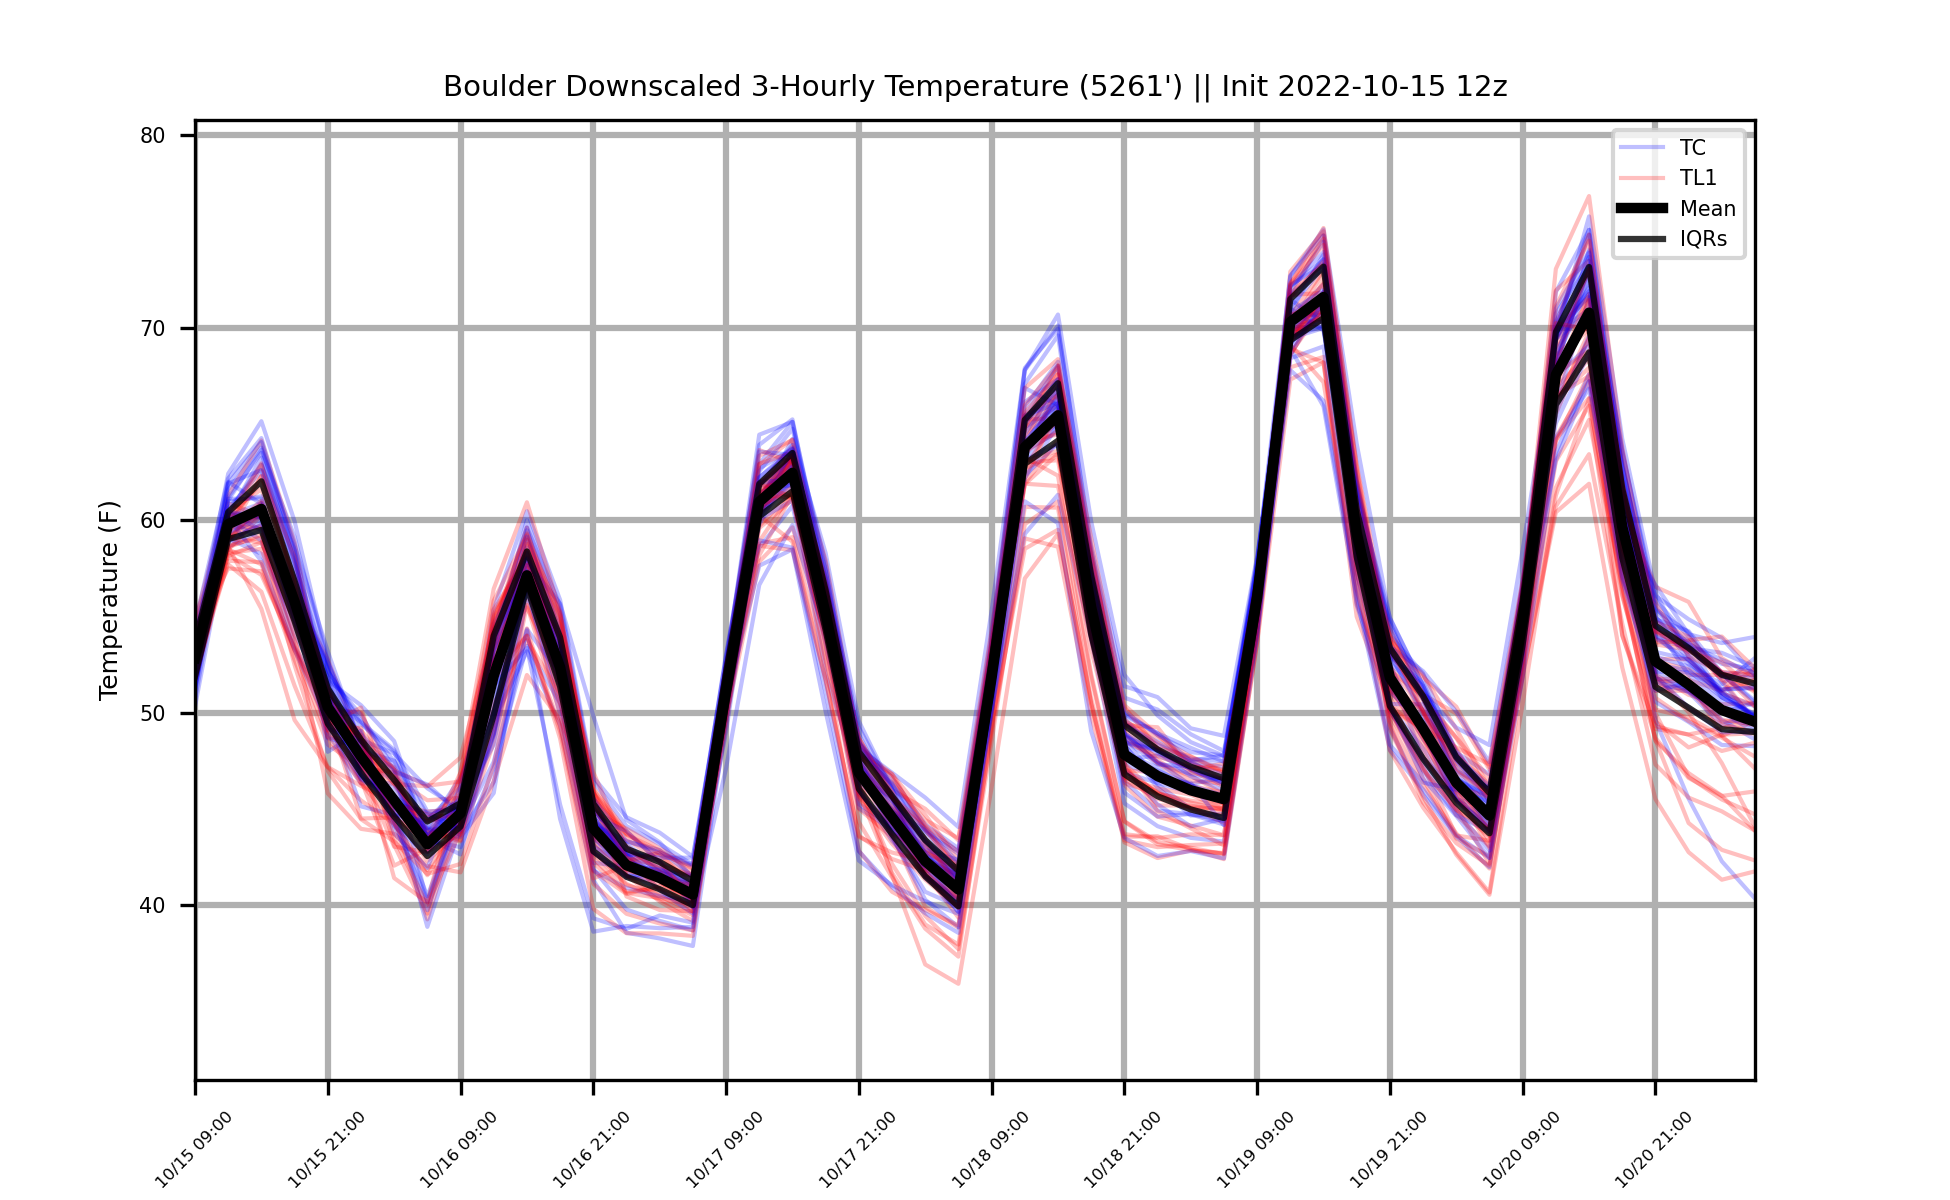 Boulder Downscaled 3-Hourly Temperature (5261') || Init 2022-10-15 12z
TC
TL1
Mean
IQRs
Temperature (F)
80
70
60
50
40
10/15 09:00
10/15 21:00
10/16 09:00
10/16 21:00
10/17 09:00
10/17 21:00
10/18 09:00
10/18 21:00
10/19 09:00
10/19 21:00
10/20 09:00
10/20 21:00